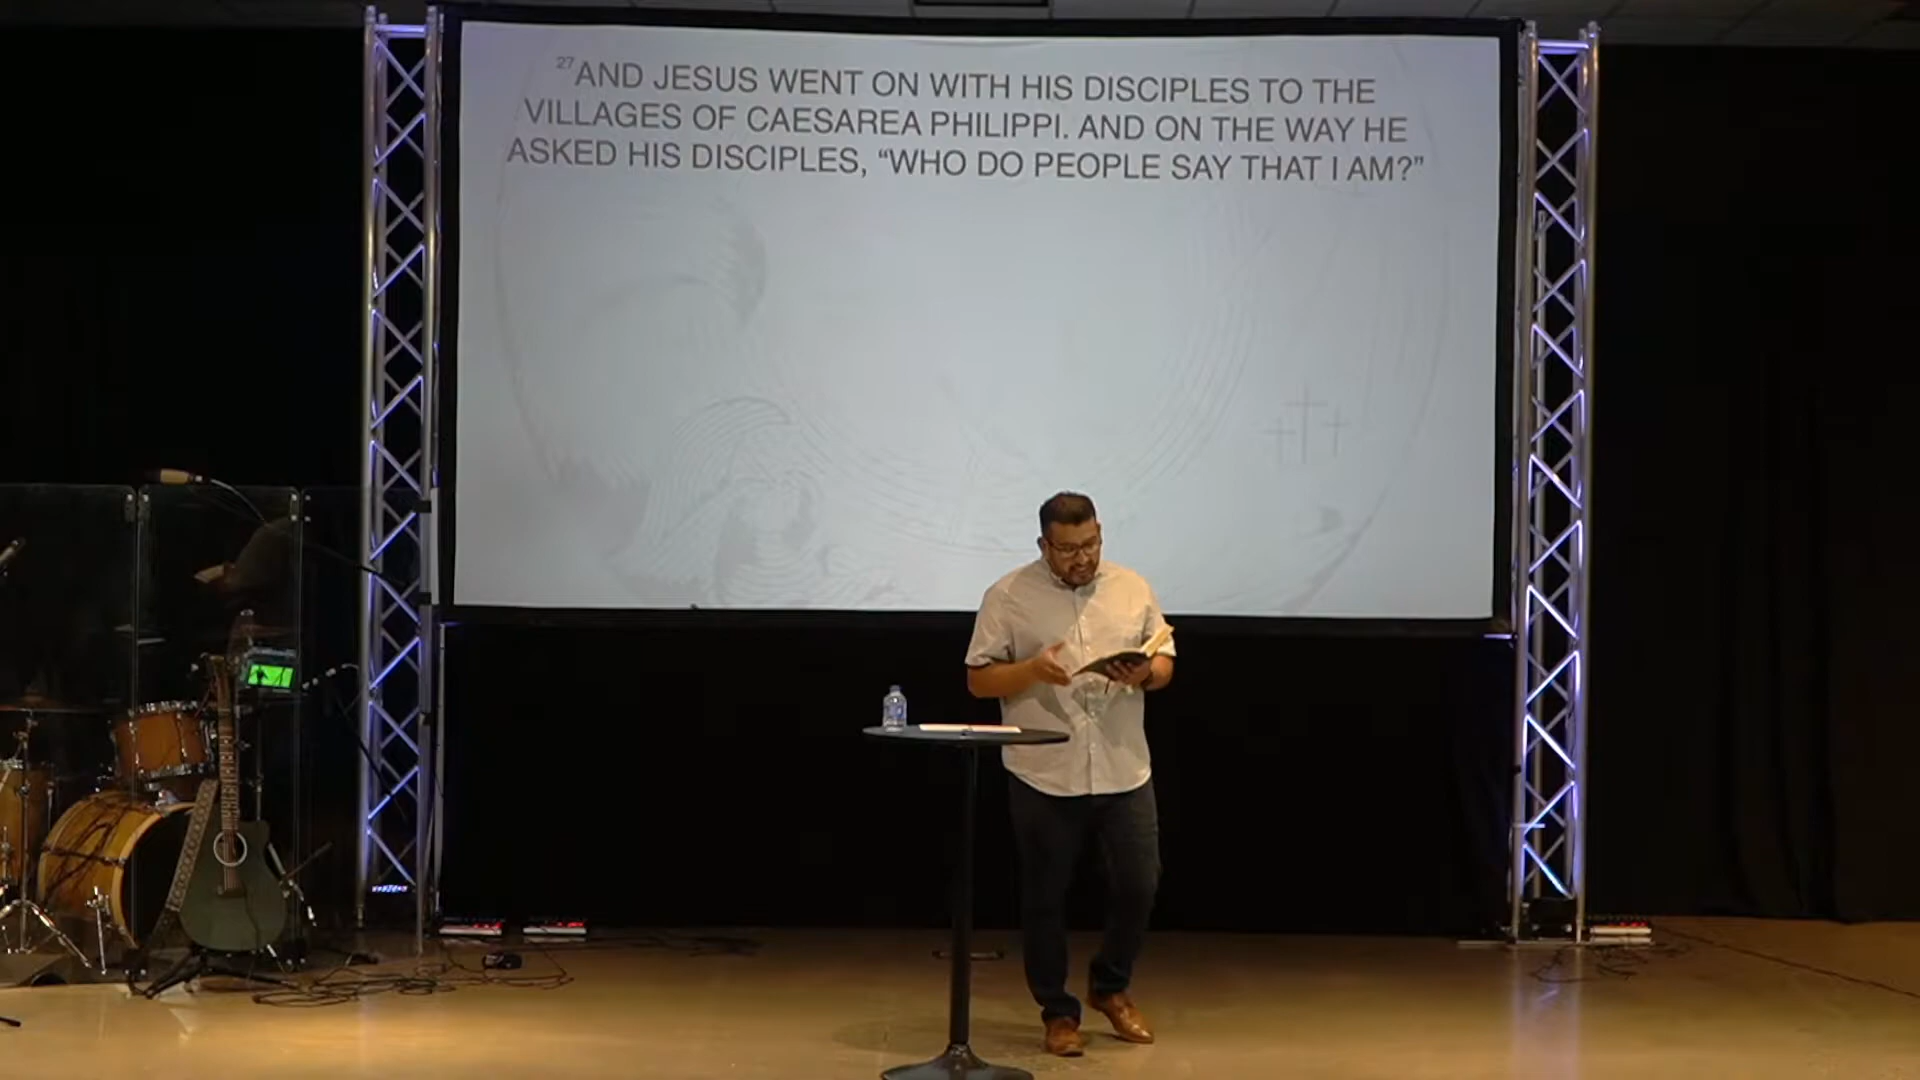 27AND JESUS WENT ON WITH HIS DISCIPLES TO THE
VILLAGES OF CAESAREA PHILIPPI. AND ON THE WAY HE
ASKED HIS DISCIPLES, “WHO DO PEOPLE SAY THAT I AM?”